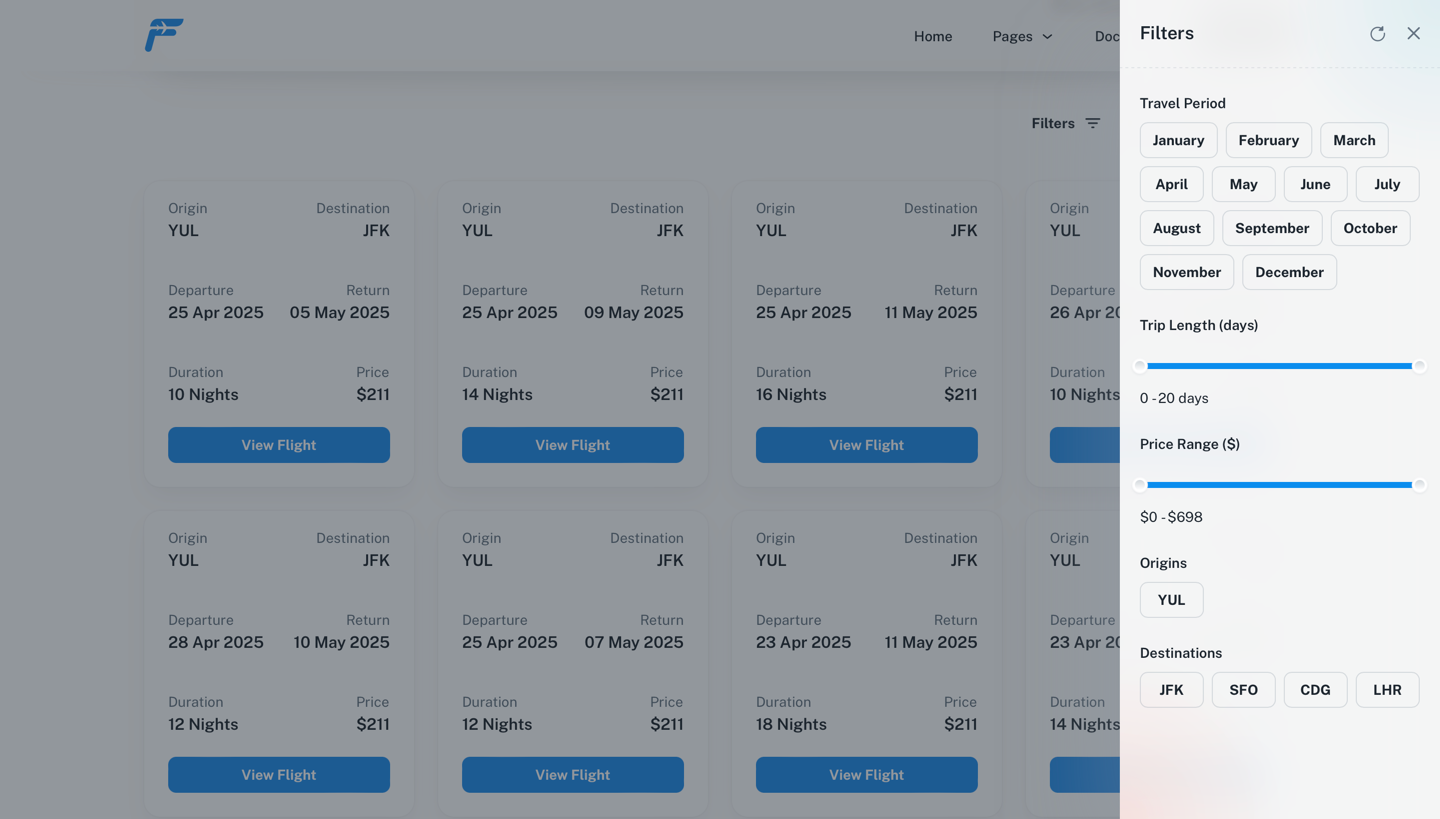 Home Pages Doc
Filters
Origin Destination Origin Destination Origin Destination Origin
YUL JFK YUL JFK YUL JFK YUL
Departure Return Departure Return Departure Return Departure
25 Apr 2025 05 May 2025 25 Apr 2025 09 May 2025 25 Apr 2025 11 May 2025 26 Apr 20
Duration Price Duration Price Duration Price Duration
10 Nights $211 14 Nights $211 16 Nights $211 10 Nights
View Flight View Flight View Flight
Origin Destination Origin Destination Origin Destination Origin
YUL JFK YUL JFK YUL JFK YUL
Departure Return Departure Return Departure Return Departure
28 Apr 2025 10 May 2025 25 Apr 2025 07 May 2025 23 Apr 2025 11 May 2025 23 Apr 20
Duration Price Duration Price Duration Price Duration
12 Nights $211 12 Nights $211 18 Nights $211 14 Nights
View Flight View Flight View Flight
Filters
Travel Period
January February March
April May June July
August September October
November December
Trip Length (days)
0 - 20 days
Price Range ($)
$0 - $698
Origins
YUL
Destinations
JFK SFO CDG LHR